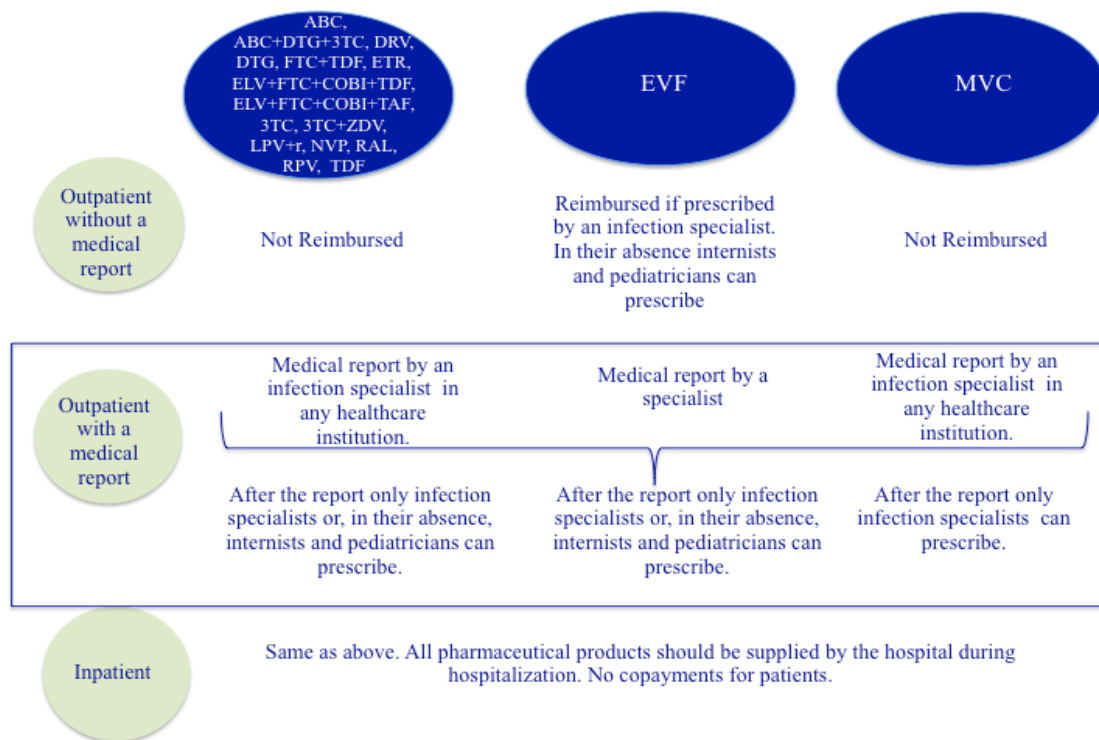 ABC,
ABC+DTG+3TC, DRV,
DTG, FTC+TDF, ETR,
ELV+FTC+COBI+TDF,
ELV+FTC+COBI+TAF,
3TC, 3TC+ZDV,
LPV+r, NVP, RAL,
RPV, TDF
EVF
MVC
Outpatient
without a
medical
report
Not Reimbursed
Reimbursed if prescribed
by an infection specialist.
In their absence internists
and pediatricians can
prescribe
Not Reimbursed
Outpatient
with a
medical
report
Medical report by an
infection specialist in
any healthcare
institution.
Medical report by a
specialist
Medical report by an
infection specialist in
any healthcare
institution.
After the report only infection
specialists or, in their absence,
internists and pediatricians can
prescribe.
After the report only infection
specialists or, in their absence,
internists and pediatricians can
prescribe.
After the report only
infection specialists can
prescribe.
Inpatient
Same as above. All pharmaceutical products should be supplied by the hospital during
hospitalization. No copayments for patients.